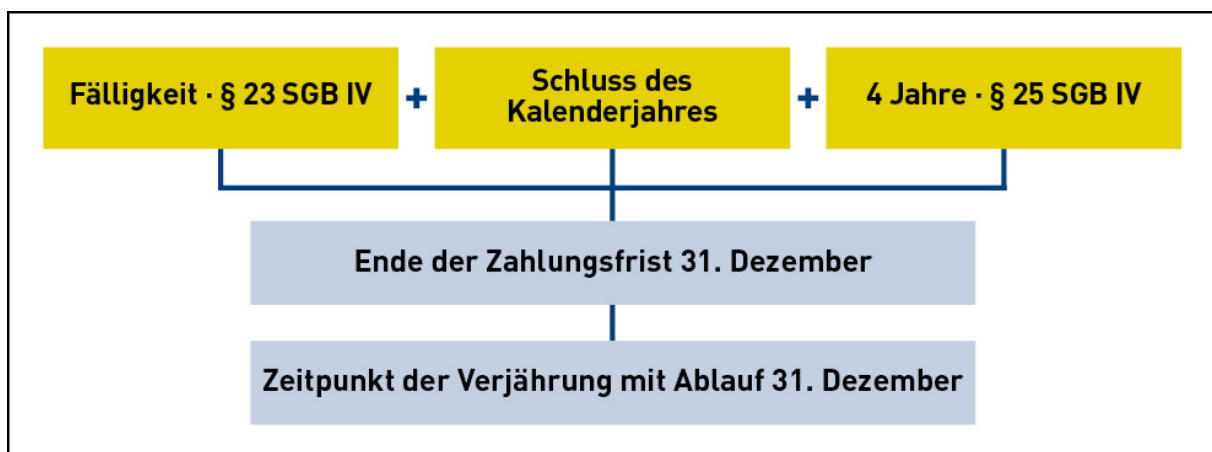 Fälligkeit · § 23 SGB IV
+
Schluss des
Kalenderjahres
+
4 Jahre · § 25 SGB IV
Ende der Zahlungsfrist 31. Dezember
Zeitpunkt der Verjährung mit Ablauf 31. Dezember